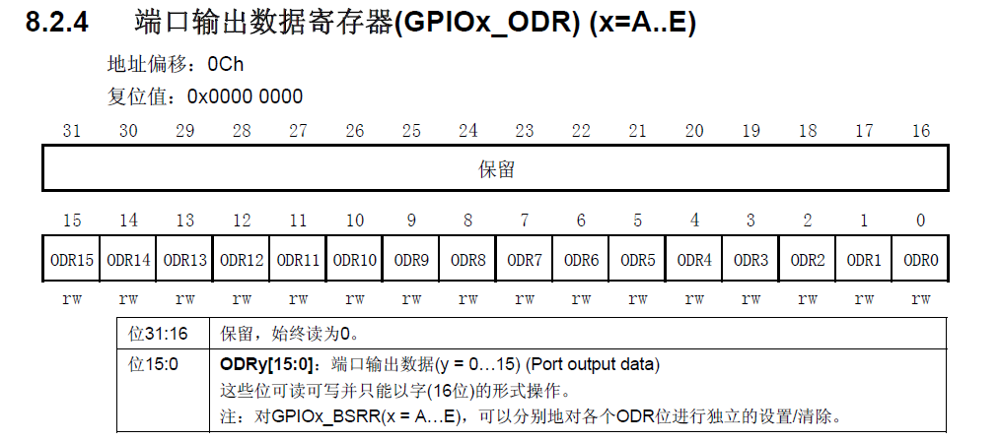 8.2.4 端口输出数据寄存器(GPIOx_ODR) (x=A..E)
地址偏移：0Ch
复位值：0x0000 0000
31 30 29 28 27 26 25 24 23 22 21 20 19 18 17 16
保留
15 14 13 12 11 10 9 8 7 6 5 4 3 2 1 0
ODR15 ODR14 ODR13 ODR12 ODR11 ODR10 ODR9 ODR8 ODR7 ODR6 ODR5 ODR4 ODR3 ODR2 ODR1 ODR0
rw rw rw rw rw rw rw rw rw rw rw rw rw rw rw rw
位31:16 保留，始终读为0。
位15:0 ODRy[15:0]：端口输出数据(y = 0…15) (Port output data)
这些位可读可写并只能以字(16位)的形式操作。
注：对GPIOx_BSRR(x = A…E)，可以分别地对各个ODR位进行独立的设置/清除。